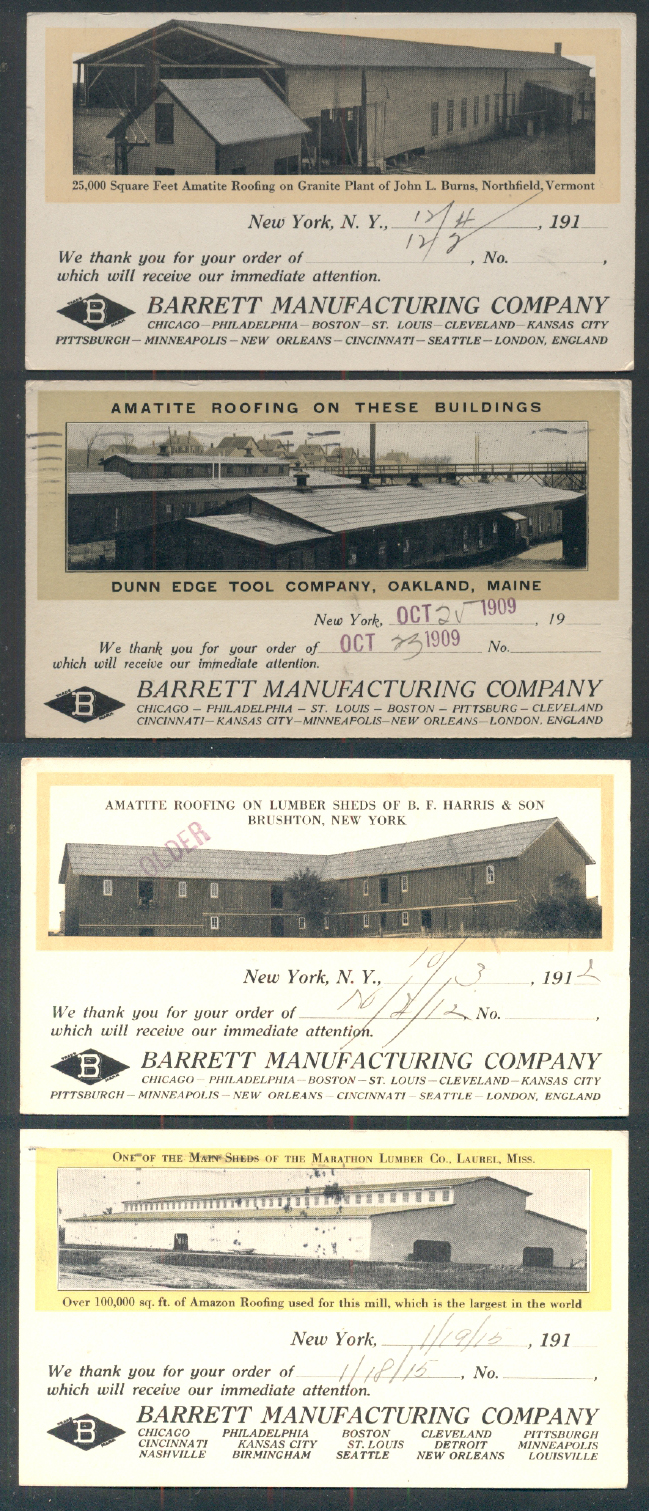 25,000 Square Feet Amatite Roofing on Granite Plant of John L. Burns, Northfield, Vermont
New York, N. Y., 12/4, 191
12/2
We thank you for your order of , No. ,
which will receive our immediate attention.
B
BARRETT MANUFACTURING COMPANY
CHICAGO—PHILADELPHIA—BOSTON—ST. LOUIS—CLEVELAND—KANSAS CITY
PITTSBURGH—MINNEAPOLIS—NEW ORLEANS—CINCINNATI—SEATTLE—LONDON, ENGLAND
AMATITE ROOFING ON THESE BUILDINGS
DUNN EDGE TOOL COMPANY, OAKLAND, MAINE
New York, OCT 25 1909, 19
We thank you for your order of OCT 23 1909 No.
which will receive our immediate attention.
B
BARRETT MANUFACTURING COMPANY
CHICAGO — PHILADELPHIA — ST. LOUIS — BOSTON — PITTSBURG — CLEVELAND
CINCINNATI—KANSAS CITY—MINNEAPOLIS—NEW ORLEANS—LONDON. ENGLAND
AMATITE ROOFING ON LUMBER SHEDS OF B. F. HARRIS & SON
BRUSHTON, NEW YORK
OLDER
New York, N. Y., 10/3, 1912
We thank you for your order of 10/2/12, No. ,
which will receive our immediate attention.
B
BARRETT MANUFACTURING COMPANY
CHICAGO—PHILADELPHIA—BOSTON—ST. LOUIS—CLEVELAND—KANSAS CITY
PITTSBURGH—MINNEAPOLIS—NEW ORLEANS—CINCINNATI—SEATTLE—LONDON, ENGLAND
One of the Main Sheds of the Marathon Lumber Co., Laurel, Miss.
Over 100,000 sq. ft. of Amazon Roofing used for this mill, which is the largest in the world
New York, 1/19/15, 191
We thank you for your order of 1/18/15, No. ,
which will receive our immediate attention.
B
BARRETT MANUFACTURING COMPANY
CHICAGO PHILADELPHIA BOSTON CLEVELAND PITTSBURGH
CINCINNATI KANSAS CITY ST. LOUIS DETROIT MINNEAPOLIS
NASHVILLE BIRMINGHAM SEATTLE NEW ORLEANS LOUISVILLE